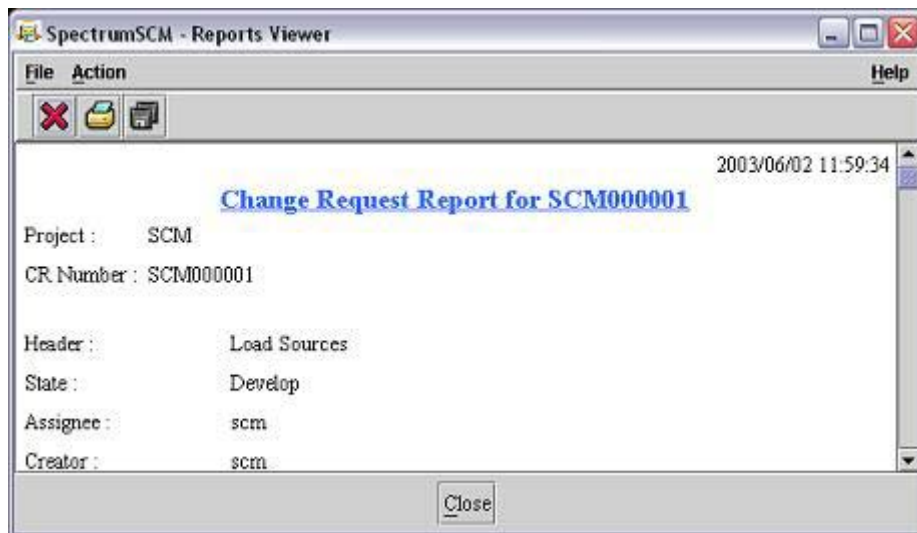 SpectrumSCM - Reports Viewer
File Action Help
2003/06/02 11:59:34
Change Request Report for SCM000001
Project : SCM
CR Number : SCM000001
Header : Load Sources
State : Develop
Assignee : scm
Creator : scm
Close